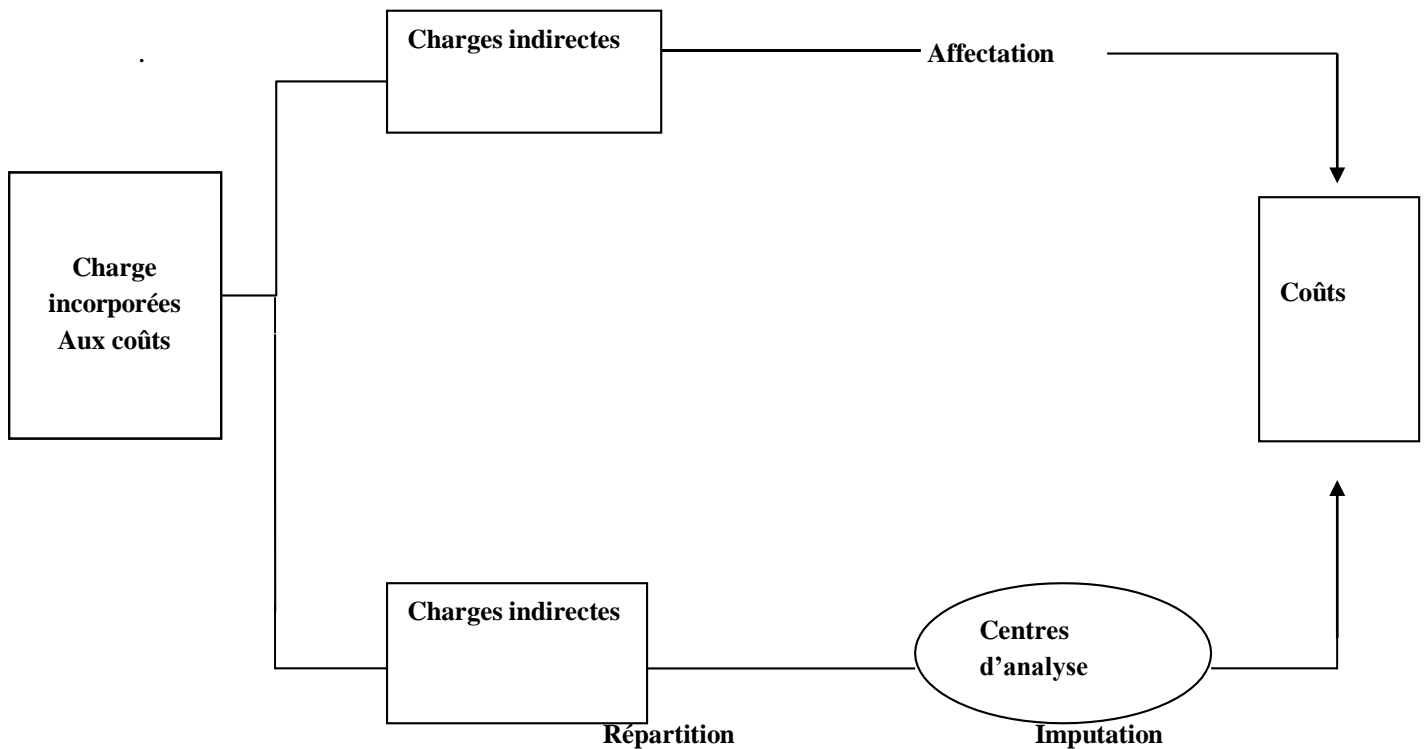 Charges indirectes
Affectation
.
Charge
incorporées
Aux coûts
Coûts
Charges indirectes
Centres
d’analyse
Répartition
Imputation